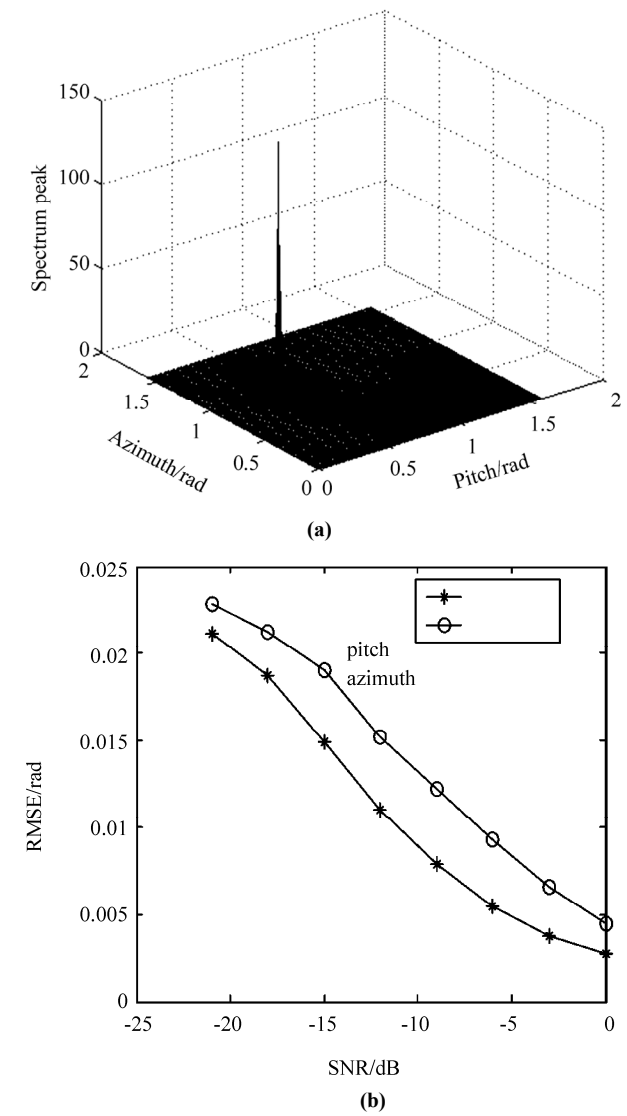 150
100
50
0
Spectrum peak
2
1.5
1
0.5
0
Azimuth/rad
0
0.5
1
1.5
2
Pitch/rad
(a)
0.025
0.02
0.015
0.01
0.005
0
RMSE/rad
pitch
azimuth
-25
-20
-15
-10
-5
0
SNR/dB
(b)